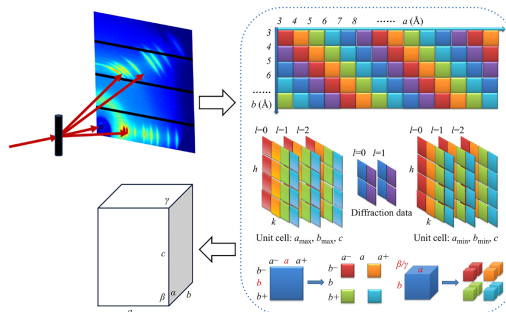 3 4 5 6 7 8 ...... a (Å)
3
4
5
6
......
b (Å)
l=0 l=1 l=2
l=0 l=1
l=0 l=1 l=2
h
h
k
k
Diffraction data
Unit cell: amax, bmax, c
Unit cell: amin, bmin, c
a− a a+
a− a+
b−
b
b+
b−
b+
β/γ
a
b
γ
c
β
α
b
a